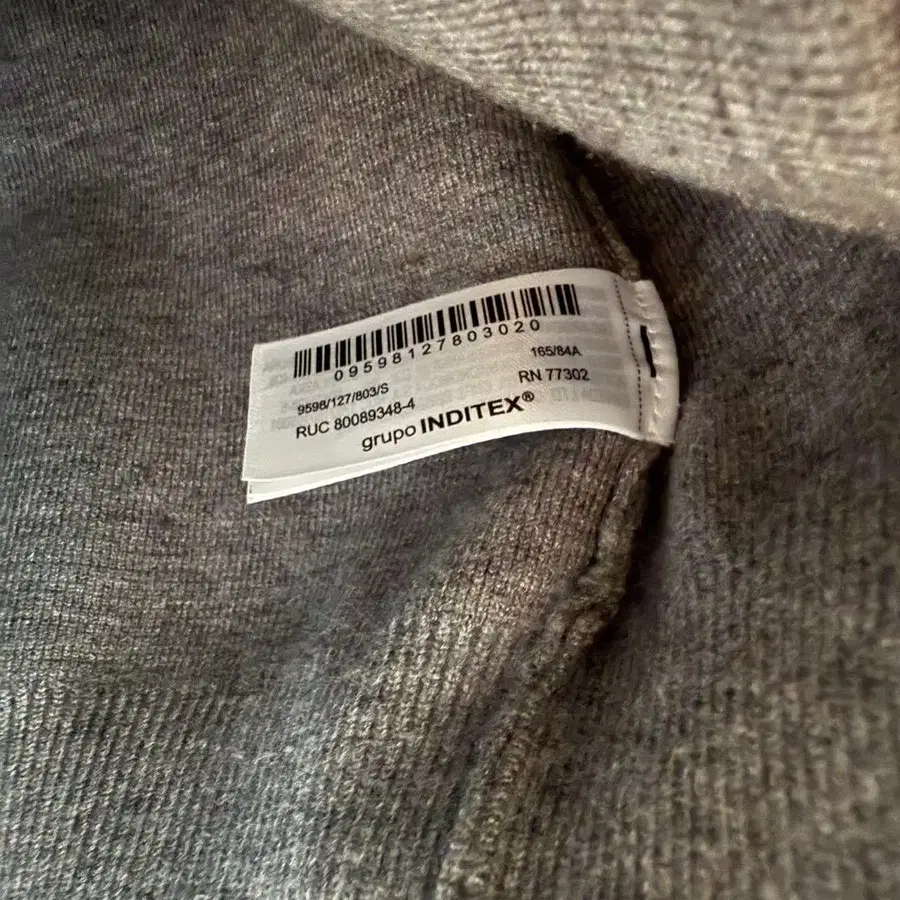 09598127803020
165/84A
9598/127/803/S
RN 77302
RUC 80089348-4
grupo INDITEX®